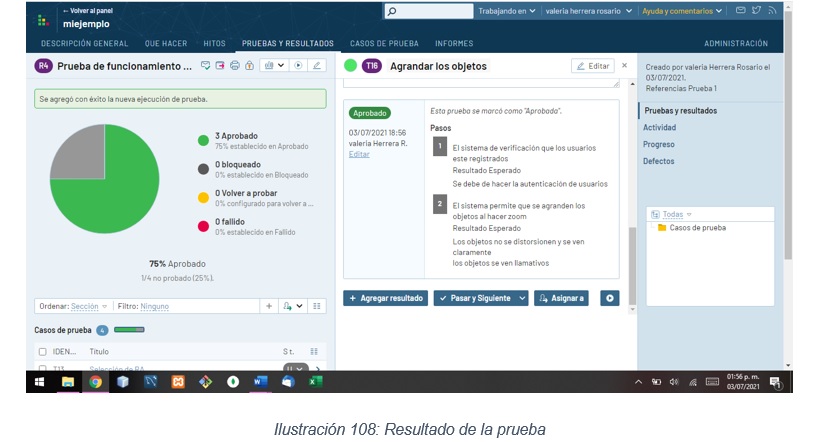 ← Volver al panel
miejemplo
Trabajando en
valeria herrera rosario
Ayuda y comentarios
DESCRIPCIÓN GENERAL QUE HACER HITOS PRUEBAS Y RESULTADOS CASOS DE PRUEBA INFORMES ADMINISTRACIÓN
R4 Prueba de funcionamiento ...
Se agregó con éxito la nueva ejecución de prueba.
3 Aprobado
75% establecido en Aprobado
0 bloqueado
0% establecido en Bloqueado
0 Volver a probar
0% configurado para volver a ...
0 fallido
0% establecido en Fallido
75% Aprobado
1/4 no probado (25%).
Ordenar: Sección Filtro: Ninguno
Casos de prueba 4
IDEN... Título S t.
T13 Selección de RA U
T16 Agrandar los objetos Editar ×
Aprobado
03/07/2021 18:56
valeria Herrera R.
Editar
Esta prueba se marcó como "Aprobada".
Pasos
1 El sistema de verificación que los usuarios
este registrados
Resultado Esperado
Se debe de hacer la autenticación de usuarios
2 El sistema permite que se agranden los
objetos al hacer zoom
Resultado Esperado
Los objetos no se distorsionen y se ven
claramente
los objetos se ven llamativos
+ Agregar resultado Pasar y Siguiente Asignar a
Creado por valeria Herrera Rosario el
03/07/2021.
Referencias Prueba 1
Pruebas y resultados
Actividad
Progreso
Defectos
Todas
Casos de prueba
01:56 p. m.
03/07/2021
1
Ilustración 108: Resultado de la prueba